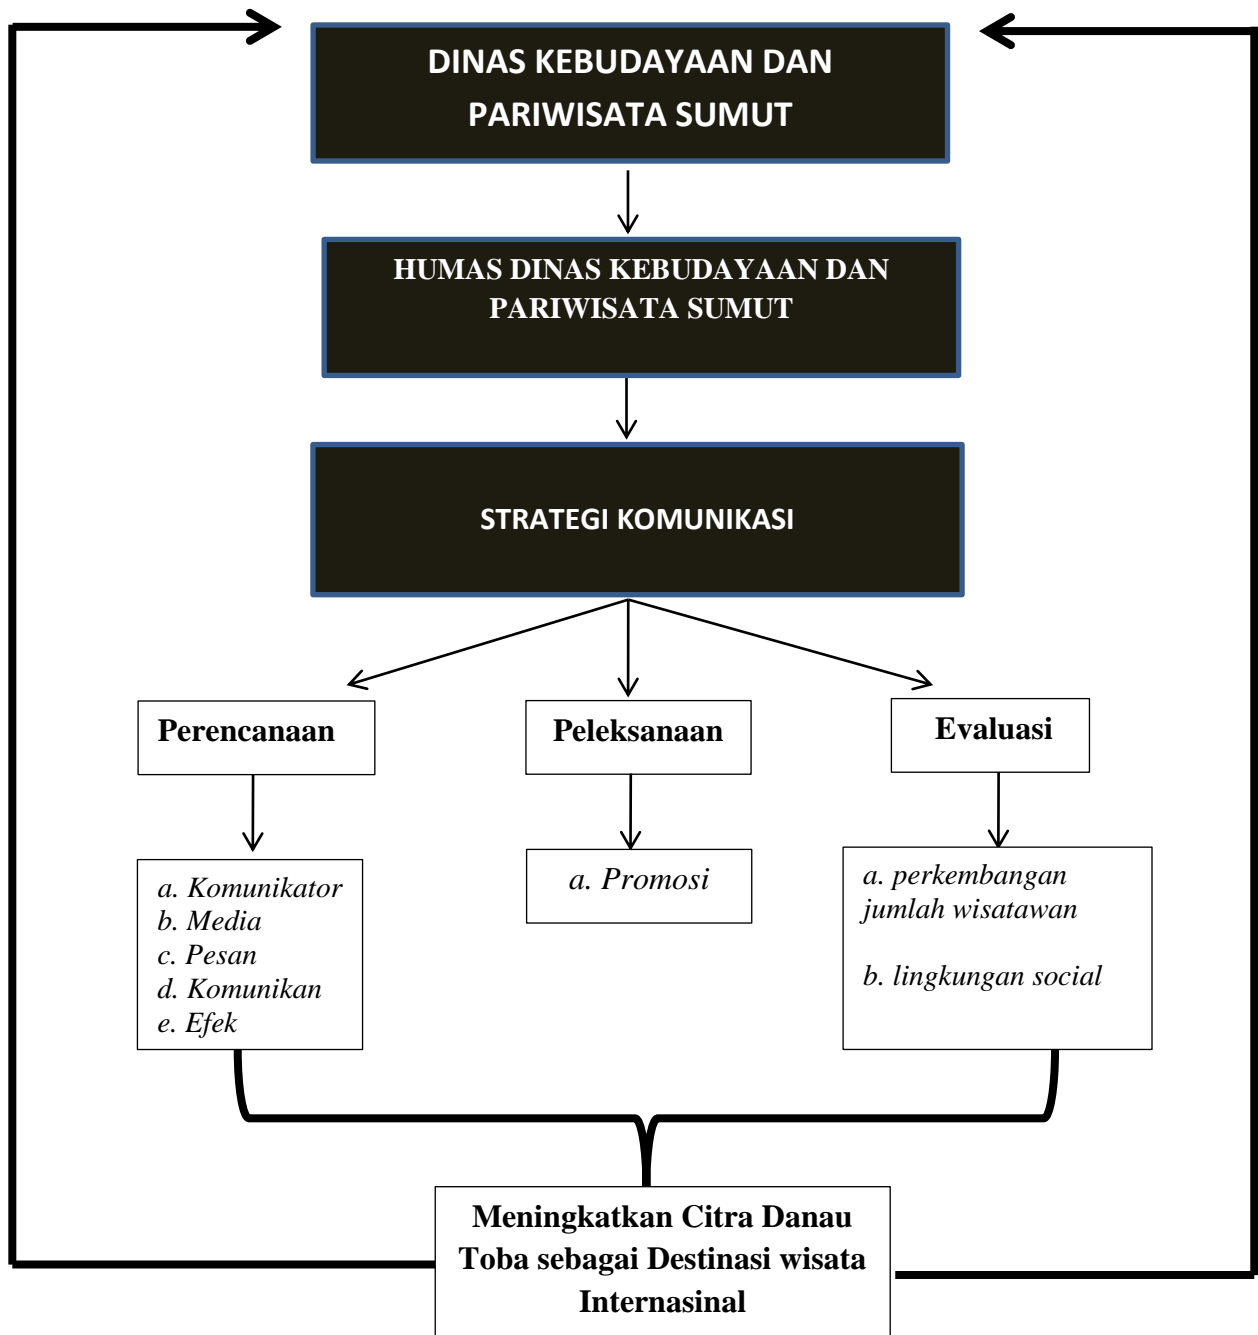 DINAS KEBUDAYAAN DAN
PARIWISATA SUMUT
HUMAS DINAS KEBUDAYAAN DAN
PARIWISATA SUMUT
STRATEGI KOMUNIKASI
Perencanaan
Peleksanaan
Evaluasi
a. Komunikator
b. Media
c. Pesan
d. Komunikan
e. Efek
a. Promosi
a. perkembangan
jumlah wisatawan
b. lingkungan social
Meningkatkan Citra Danau
Toba sebagai Destinasi wisata
Internasinal